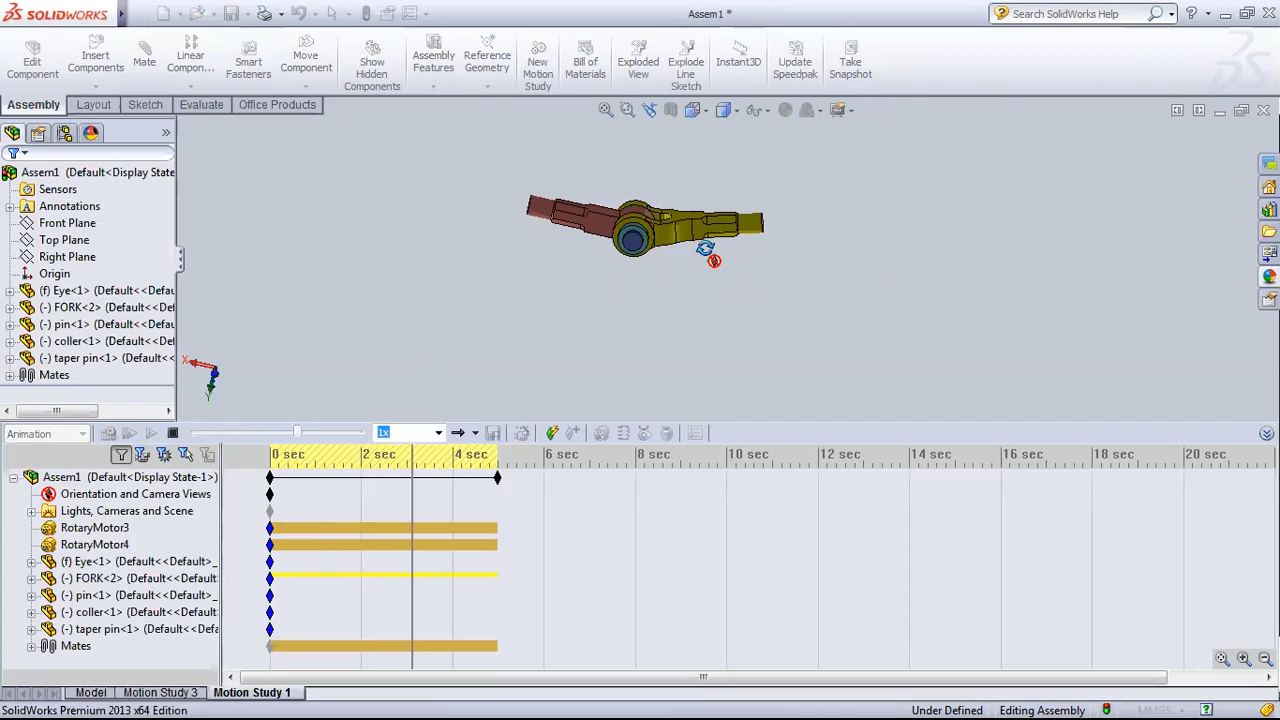 SOLIDWORKS
Assem1 *
Search SolidWorks Help
Edit Component
Insert Components
Mate
Linear Compon...
Smart Fasteners
Move Component
Show Hidden Components
Assembly Features
Reference Geometry
New Motion Study
Bill of Materials
Exploded View
Explode Line Sketch
Instant3D
Update Speedpak
Take Snapshot
Assembly Layout Sketch Evaluate Office Products
Assem1 (Default<Display State
Sensors
Annotations
Front Plane
Top Plane
Right Plane
Origin
(f) Eye<1> (Default<<Default>
(-) FORK<2> (Default<<Def
(-) pin<1> (Default<<Defau
(-) coller<1> (Default<<Def
(-) taper pin<1> (Default<<
Mates
X
Y
Animation
1x
0 sec 2 sec 4 sec 6 sec 8 sec 10 sec 12 sec 14 sec 16 sec 18 sec 20 sec
Assem1 (Default<Display State-1>)
Orientation and Camera Views
Lights, Cameras and Scene
RotaryMotor3
RotaryMotor4
(f) Eye<1> (Default<<Default>_
(-) FORK<2> (Default<<Default:
(-) pin<1> (Default<<Default>_
(-) coller<1> (Default<<Default
(-) taper pin<1> (Default<<Defa
Mates
Model Motion Study 3 Motion Study 1
SolidWorks Premium 2013 x64 Edition
Under Defined Editing Assembly MMGS